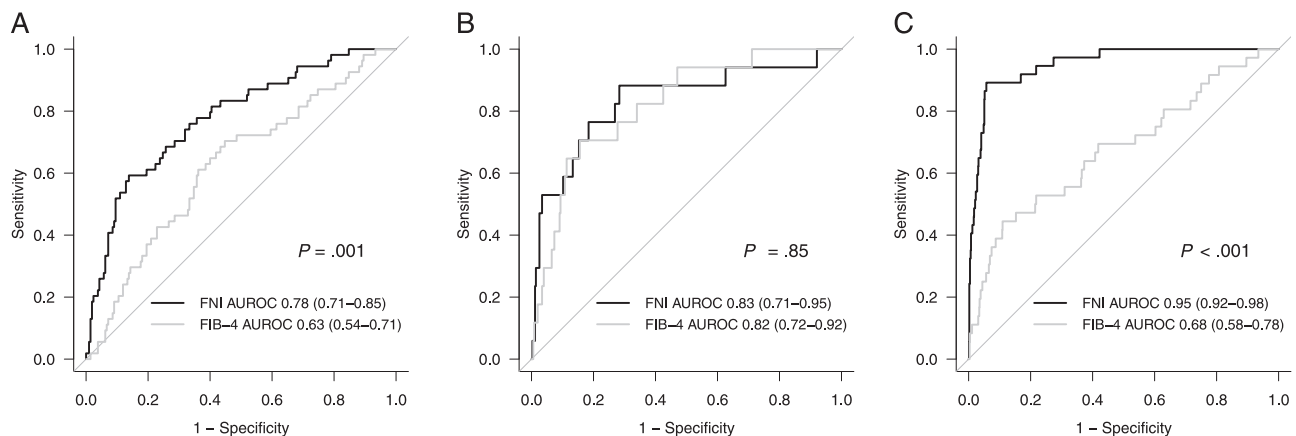 A
1.0
0.8
0.6
0.4
0.2
0.0
Sensitivity
P = .001
FNI AUROC 0.78 (0.71–0.85)
FIB–4 AUROC 0.63 (0.54–0.71)
0.0 0.2 0.4 0.6 0.8 1.0
1 – Specificity
B
1.0
0.8
0.6
0.4
0.2
0.0
Sensitivity
P = .85
FNI AUROC 0.83 (0.71–0.95)
FIB–4 AUROC 0.82 (0.72–0.92)
0.0 0.2 0.4 0.6 0.8 1.0
1 – Specificity
C
1.0
0.8
0.6
0.4
0.2
0.0
Sensitivity
P < .001
FNI AUROC 0.95 (0.92–0.98)
FIB–4 AUROC 0.68 (0.58–0.78)
0.0 0.2 0.4 0.6 0.8 1.0
1 – Specificity